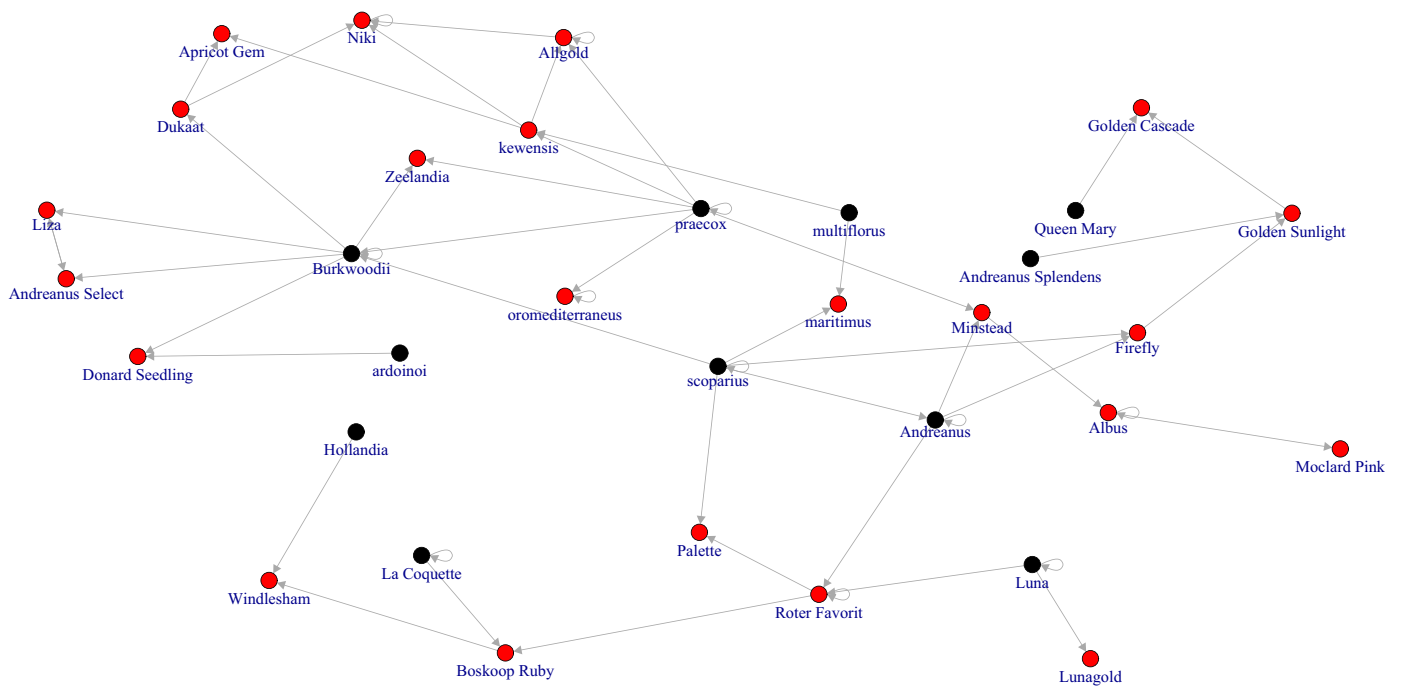 Niki
Apricot Gem
Allgold
Dukaat
Golden Cascade
kewensis
Zeelandia
Liza
praecox
multiflorus
Queen Mary
Golden Sunlight
Burkwoodii
Andreanus Splendens
Andreanus Select
oromediterraneus
maritimus
Minstead
Firefly
Donard Seedling
ardoinoi
scoparius
Andreanus
Albus
Hollandia
Moclard Pink
Palette
La Coquette
Luna
Windlesham
Roter Favorit
Boskoop Ruby
Lunagold